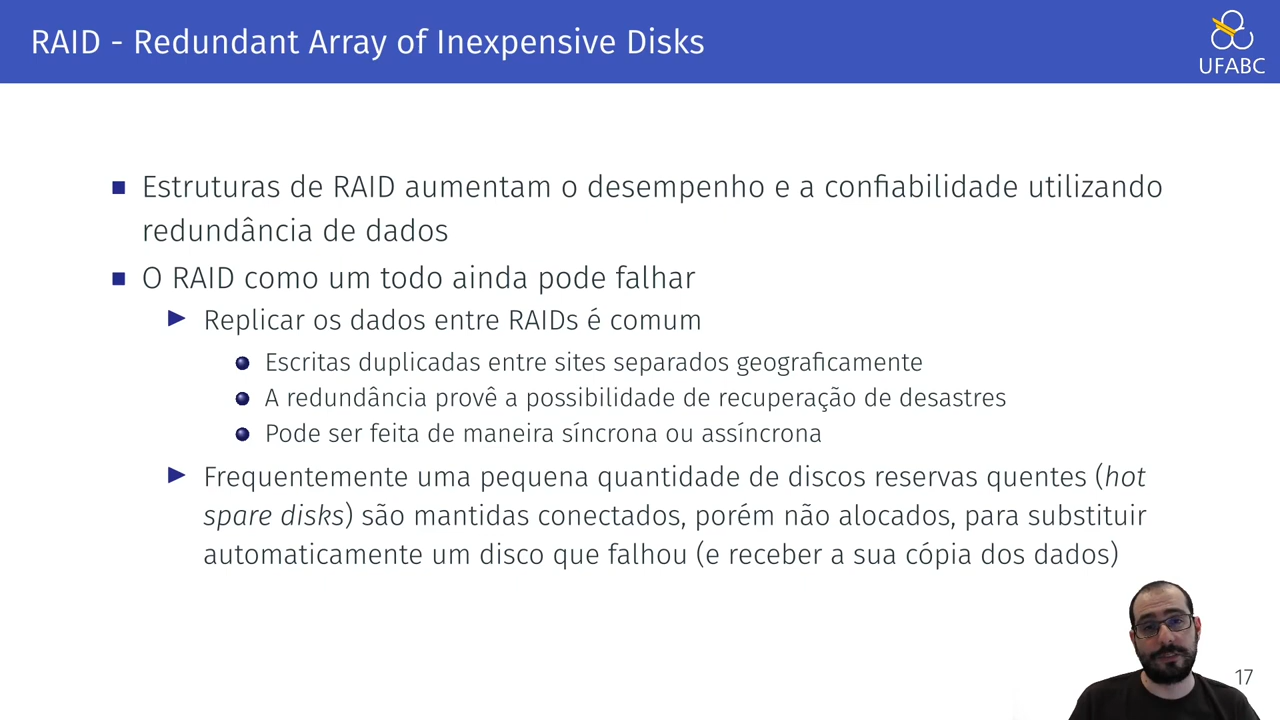 RAID - Redundant Array of Inexpensive Disks
UFABC
Estruturas de RAID aumentam o desempenho e a confiabilidade utilizando
redundância de dados
O RAID como um todo ainda pode falhar
Replicar os dados entre RAIDs é comum
Escritas duplicadas entre sites separados geograficamente
A redundância provê a possibilidade de recuperação de desastres
Pode ser feita de maneira síncrona ou assíncrona
Frequentemente uma pequena quantidade de discos reservas quentes (hot
spare disks) são mantidas conectados, porém não alocados, para substituir
automaticamente um disco que falhou (e receber a sua cópia dos dados)
17